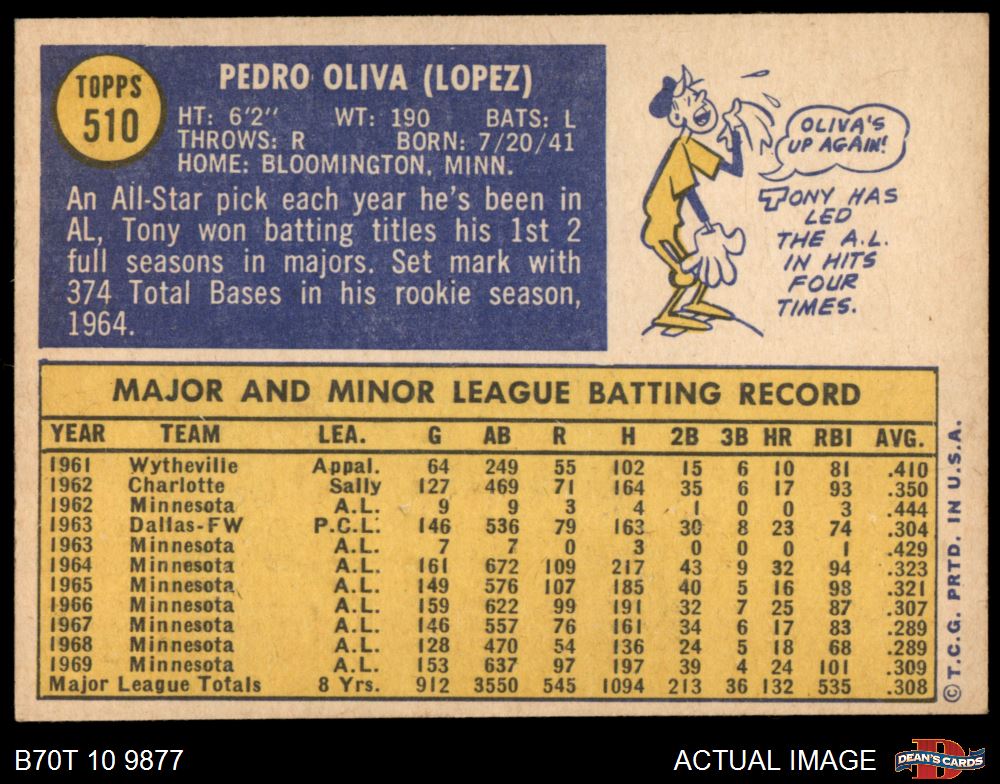 TOPPS
510
PEDRO OLIVA (LOPEZ)
HT: 6'2" WT: 190 BATS: L
THROWS: R BORN: 7/20/41
HOME: BLOOMINGTON, MINN.
An All-Star pick each year he's been in
AL, Tony won batting titles his 1st 2
full seasons in majors. Set mark with
374 Total Bases in his rookie season,
1964.
OLIVA'S
UP AGAIN!
TONY HAS
LED
THE A.L.
IN HITS
FOUR
TIMES.
MAJOR AND MINOR LEAGUE BATTING RECORD
YEAR TEAM LEA. G AB R H 2B 3B HR RBI AVG.
1961 Wytheville Appal. 64 249 55 102 15 6 10 81 .410
1962 Charlotte Sally 127 469 71 164 35 6 17 93 .350
1962 Minnesota A.L. 9 9 3 4 1 0 0 3 .444
1963 Dallas-FW P.C.L. 146 536 79 163 30 8 23 74 .304
1963 Minnesota A.L. 7 7 0 3 0 0 0 1 .429
1964 Minnesota A.L. 161 672 109 217 43 9 32 94 .323
1965 Minnesota A.L. 149 576 107 185 40 5 16 98 .321
1966 Minnesota A.L. 159 622 99 191 32 7 25 87 .307
1967 Minnesota A.L. 146 557 76 161 34 6 17 83 .289
1968 Minnesota A.L. 128 470 54 136 24 5 18 68 .289
1969 Minnesota A.L. 153 637 97 197 39 4 24 101 .309
Major League Totals 8 Yrs. 912 3550 545 1094 213 36 132 535 .308
©T.C.G. PRTD. IN U.S.A.
B70T 10 9877
ACTUAL IMAGE
D
DEAN'S CARDS